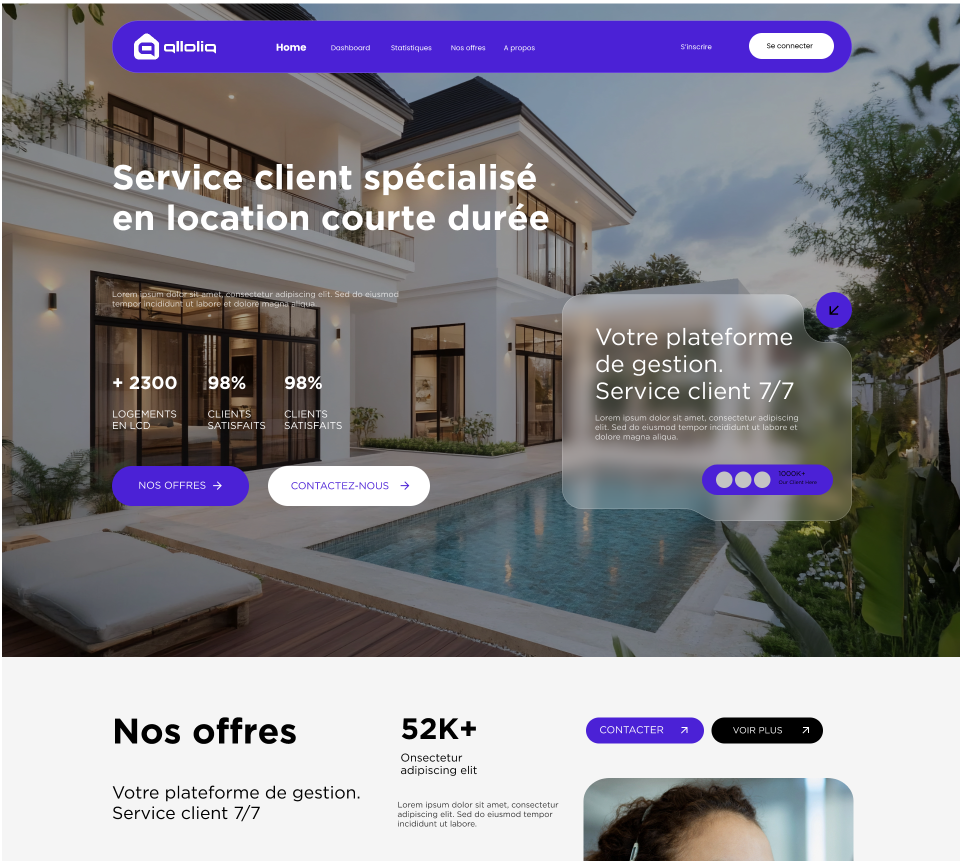 qlloliq
Home Dashboard Statistiques Nos offres A propos S'inscrire Se connecter
Service client spécialisé
en location courte durée
Lorem ipsum dolor sit amet, consectetur adipiscing elit. Sed do eiusmod
tempor incididunt ut labore et dolore magna aliqua.
+ 2300
LOGEMENTS
EN LCD
98%
CLIENTS
SATISFAITS
98%
CLIENTS
SATISFAITS
NOS OFFRES
CONTACTEZ-NOUS
Votre plateforme
de gestion.
Service client 7/7
Lorem ipsum dolor sit amet, consectetur adipiscing
elit. Sed do eiusmod tempor incididunt ut labore et
dolore magna aliqua.
1000K+
Our Client Here
Nos offres
Votre plateforme de gestion.
Service client 7/7
52K+
Onsectetur
adipiscing elit
Lorem ipsum dolor sit amet, consectetur
adipiscing elit. Sed do eiusmod tempor
incididunt ut labore.
CONTACTER
VOIR PLUS